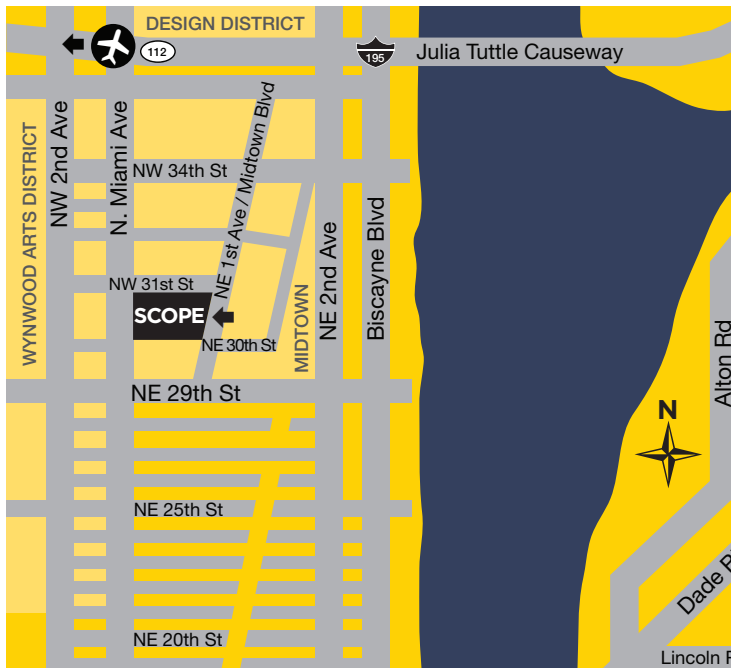 DESIGN DISTRICT
112
195
Julia Tuttle Causeway
WYNWOOD ARTS DISTRICT
NW 2nd Ave
N. Miami Ave
NE 1st Ave / Midtown Blvd
NW 34th St
NW 31st St
SCOPE
NE 30th St
MIDTOWN
NE 2nd Ave
Biscayne Blvd
Alton Rd
N
NE 29th St
NE 25th St
NE 20th St
Dade
Lincoln